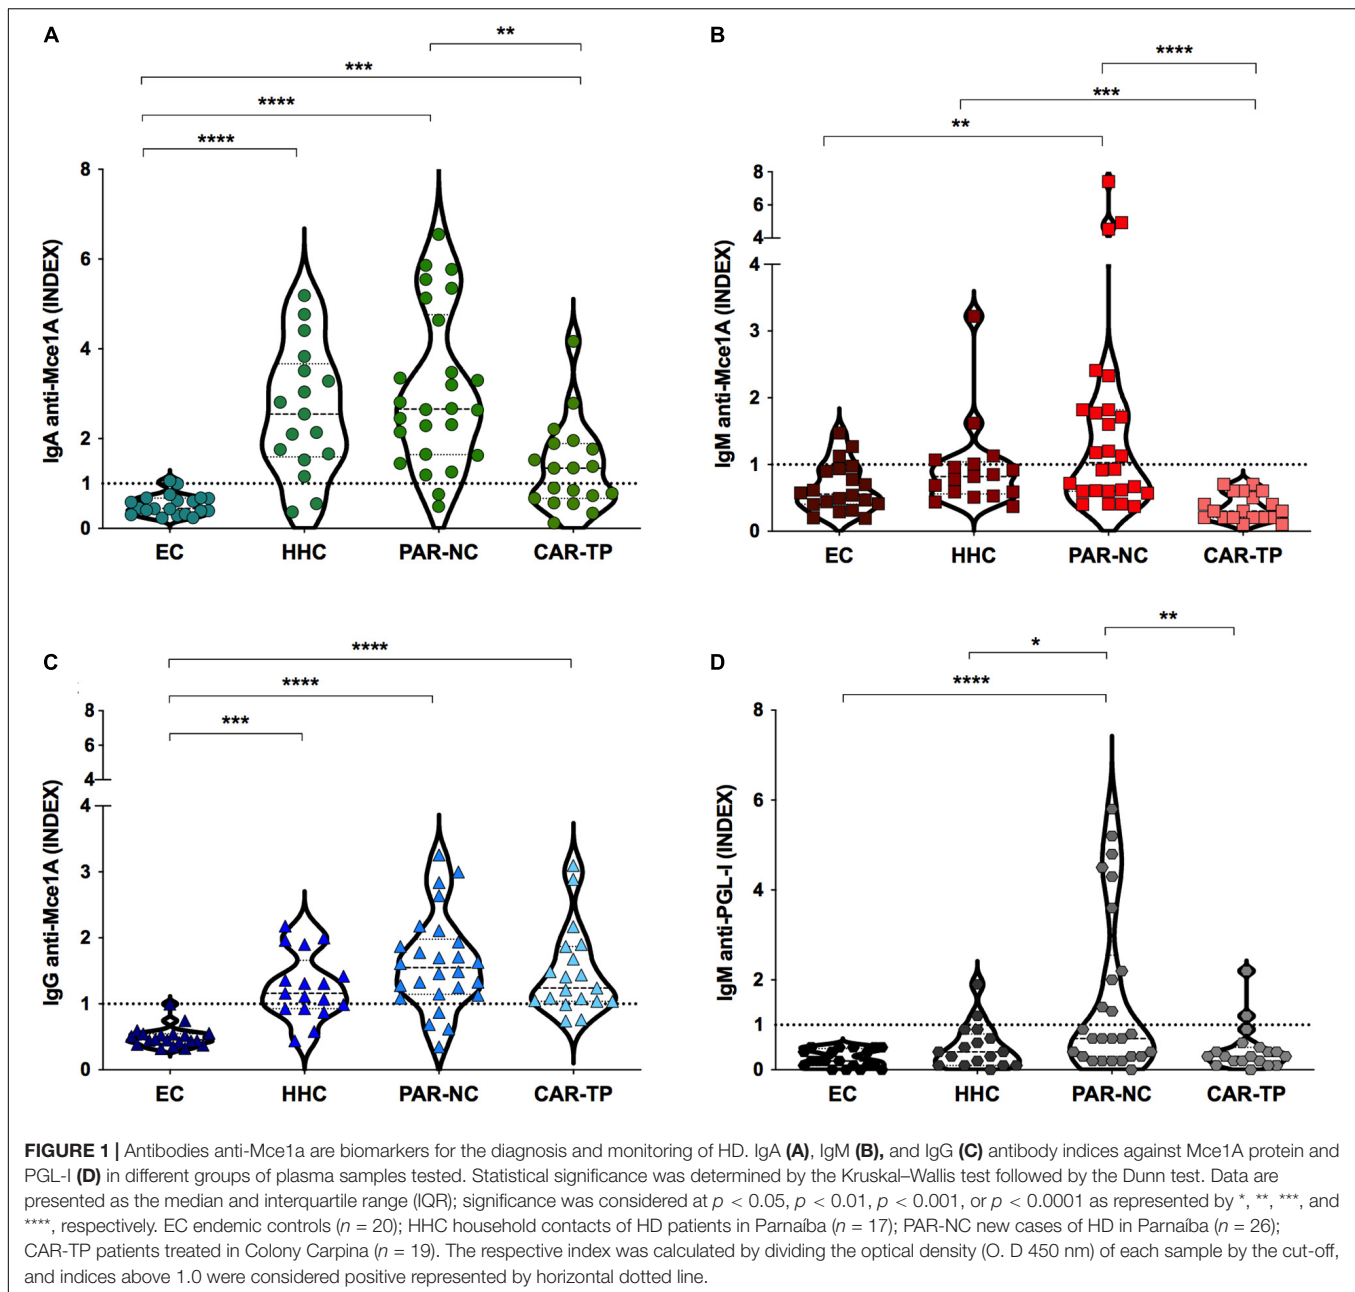 A
**
***
****
****
IgA anti-Mce1A (INDEX)
8
6
4
2
1
0
EC HHC PAR-NC CAR-TP
B
****
***
**
IgM anti-Mce1A (INDEX)
8
6
4
4
3
2
1
0
EC HHC PAR-NC CAR-TP
C
****
****
***
IgG anti-Mce1A (INDEX)
8
6
4
4
3
2
1
0
EC HHC PAR-NC CAR-TP
D
**
*
****
IgM anti-PGL-I (INDEX)
8
6
4
2
1
0
EC HHC PAR-NC CAR-TP
FIGURE 1 | Antibodies anti-Mce1a are biomarkers for the diagnosis and monitoring of HD. IgA (A), IgM (B), and IgG (C) antibody indices against Mce1A protein and
PGL-I (D) in different groups of plasma samples tested. Statistical significance was determined by the Kruskal–Wallis test followed by the Dunn test. Data are
presented as the median and interquartile range (IQR); significance was considered at p < 0.05, p < 0.01, p < 0.001, or p < 0.0001 as represented by *, **, ***, and
****, respectively. EC endemic controls (n = 20); HHC household contacts of HD patients in Parnaíba (n = 17); PAR-NC new cases of HD in Parnaíba (n = 26);
CAR-TP patients treated in Colony Carpina (n = 19). The respective index was calculated by dividing the optical density (O. D 450 nm) of each sample by the cut-off,
and indices above 1.0 were considered positive represented by horizontal dotted line.